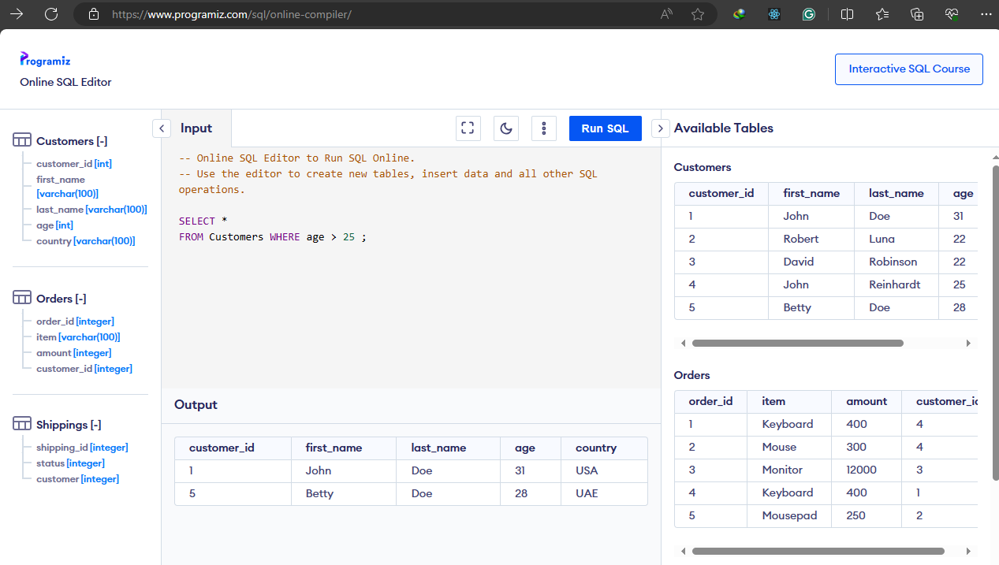 https://www.programiz.com/sql/online-compiler/
Programiz
Online SQL Editor
Interactive SQL Course
Customers [-]
customer_id [int]
first_name
[varchar(100)]
last_name [varchar(100)]
age [int]
country [varchar(100)]
Orders [-]
order_id [integer]
item [varchar(100)]
amount [integer]
customer_id [integer]
Shippings [-]
shipping_id [integer]
status [integer]
customer [integer]
Input
Run SQL
-- Online SQL Editor to Run SQL Online.
-- Use the editor to create new tables, insert data and all other SQL
operations.
SELECT *
FROM Customers WHERE age > 25 ;
Output
customer_id first_name last_name age country
1 John Doe 31 USA
5 Betty Doe 28 UAE
Available Tables
Customers
customer_id first_name last_name age
1 John Doe 31
2 Robert Luna 22
3 David Robinson 22
4 John Reinhardt 25
5 Betty Doe 28
Orders
order_id item amount customer_id
1 Keyboard 400 4
2 Mouse 300 4
3 Monitor 12000 3
4 Keyboard 400 1
5 Mousepad 250 2